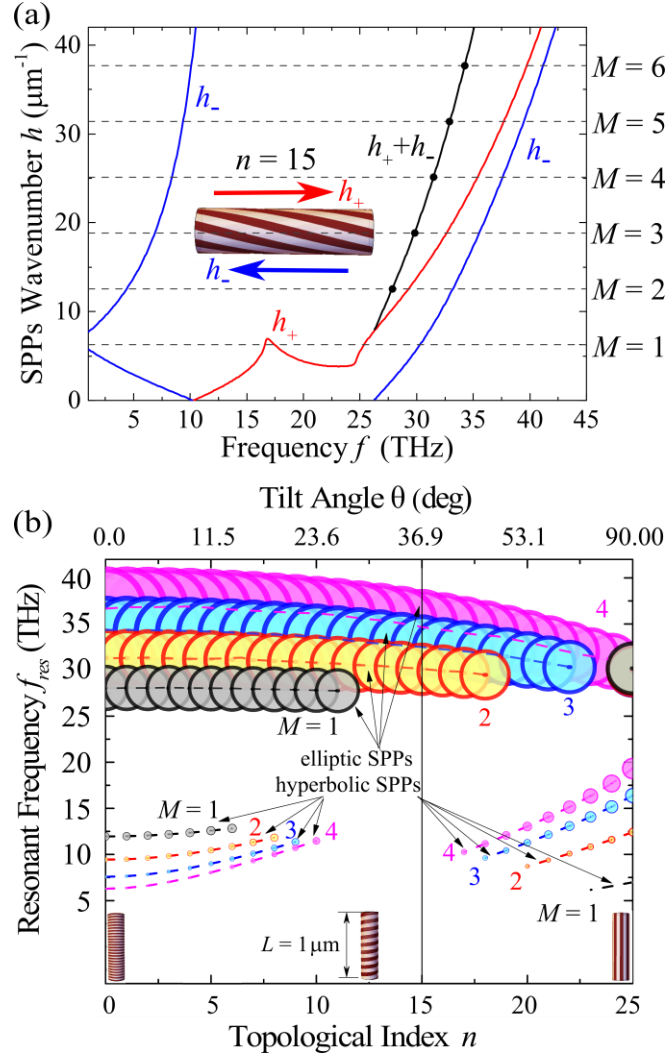 (a)
SPPs Wavenumber h (μm⁻¹)
40
30
20
10
0
h₋
n = 15
h₊
h₋
h₊
h₊+h₋
h₋
M = 6
M = 5
M = 4
M = 3
M = 2
M = 1
5 10 15 20 25 30 35 40 45
Frequency f (THz)
Tilt Angle θ (deg)
(b)
0.0 11.5 23.6 36.9 53.1 90.00
Resonant Frequency f_res (THz)
40
35
30
25
20
15
10
5
4
M = 1
2
3
elliptic SPPs
hyperbolic SPPs
M = 1
2 3 4
4
3
2
M = 1
L = 1 μm
0 5 10 15 20 25
Topological Index n